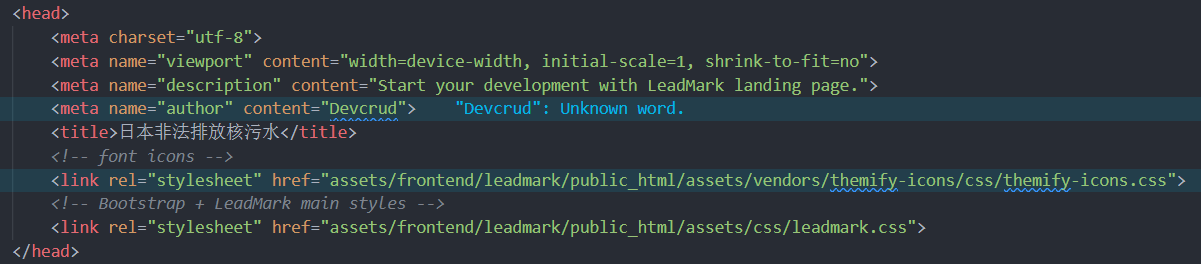 <head>
<meta charset="utf-8">
<meta name="viewport" content="width=device-width, initial-scale=1, shrink-to-fit=no">
<meta name="description" content="Start your development with LeadMark landing page.">
<meta name="author" content="Devcrud"> "Devcrud": Unknown word.
<title>日本非法排放核污水</title>
<!-- font icons -->
<link rel="stylesheet" href="assets/frontend/leadmark/public_html/assets/vendors/themify-icons/css/themify-icons.css">
<!-- Bootstrap + LeadMark main styles -->
<link rel="stylesheet" href="assets/frontend/leadmark/public_html/assets/css/leadmark.css">
</head>